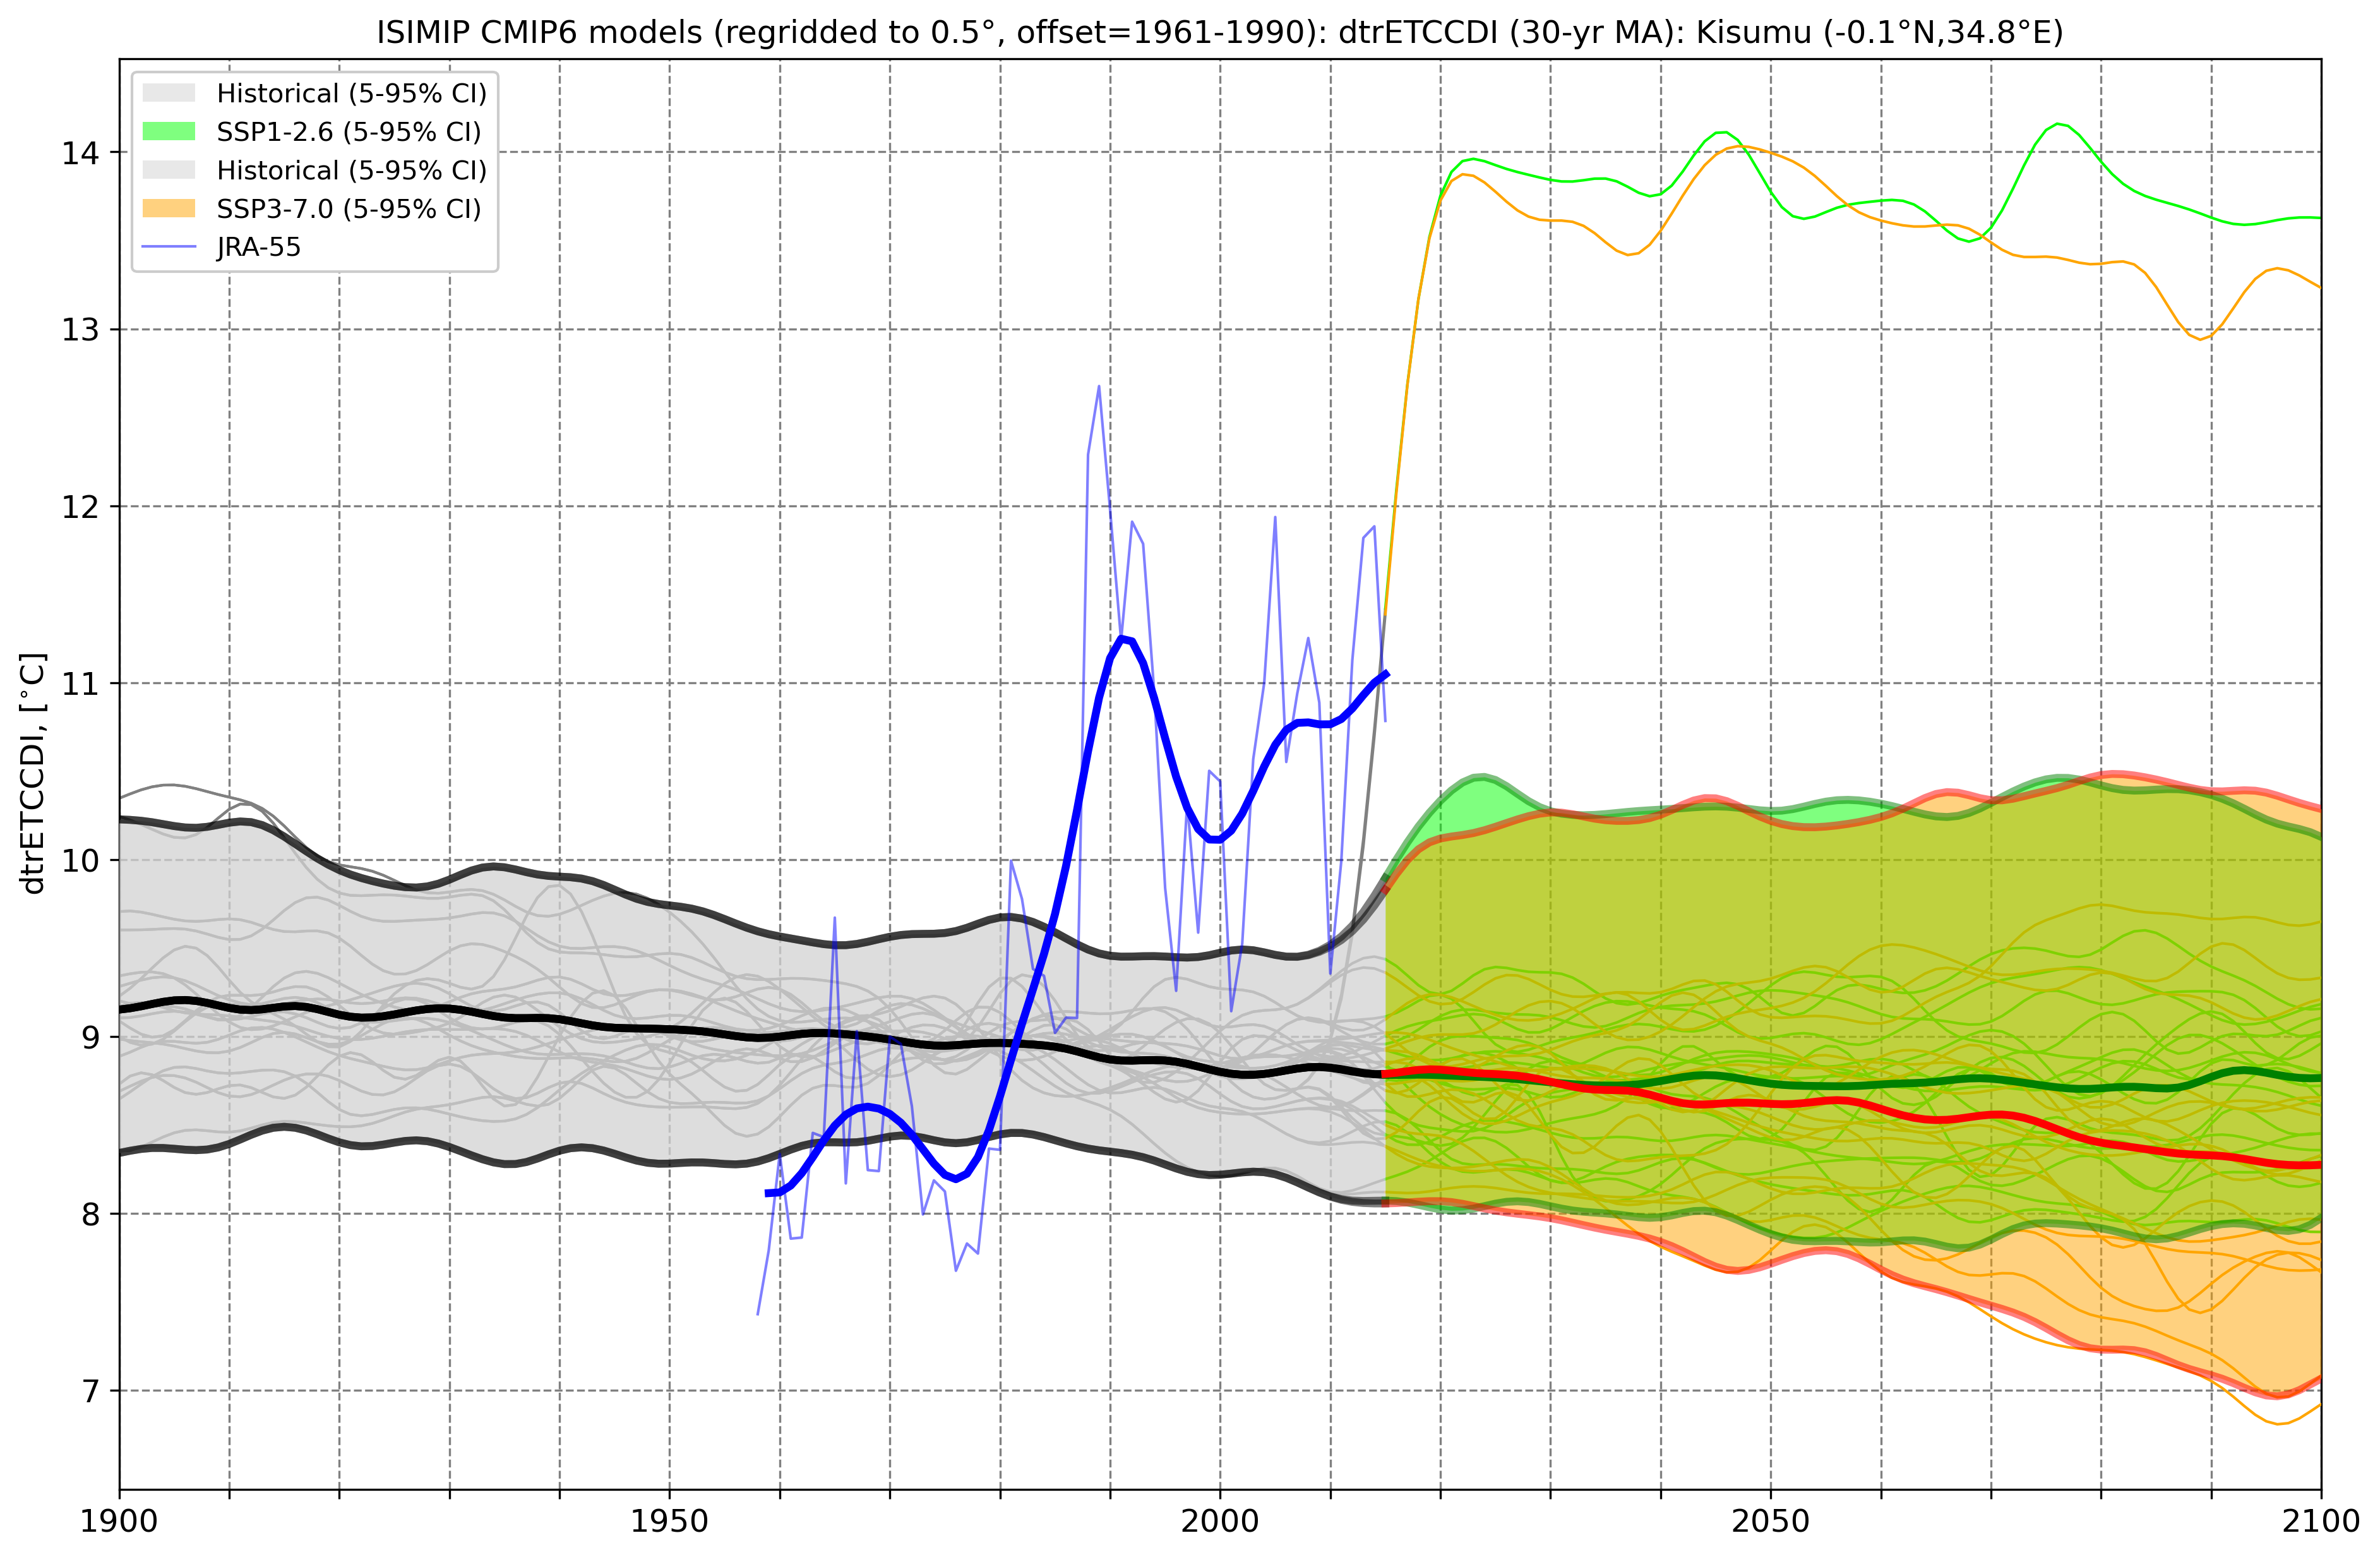 ISIMIP CMIP6 models (regridded to 0.5°, offset=1961-1990): dtrETCCDI (30-yr MA): Kisumu (-0.1°N,34.8°E)
Historical (5-95% CI)
SSP1-2.6 (5-95% CI)
Historical (5-95% CI)
SSP3-7.0 (5-95% CI)
JRA-55
dtrETCCDI, [°C]
14
13
12
11
10
9
8
7
1900
1950
2000
2050
2100